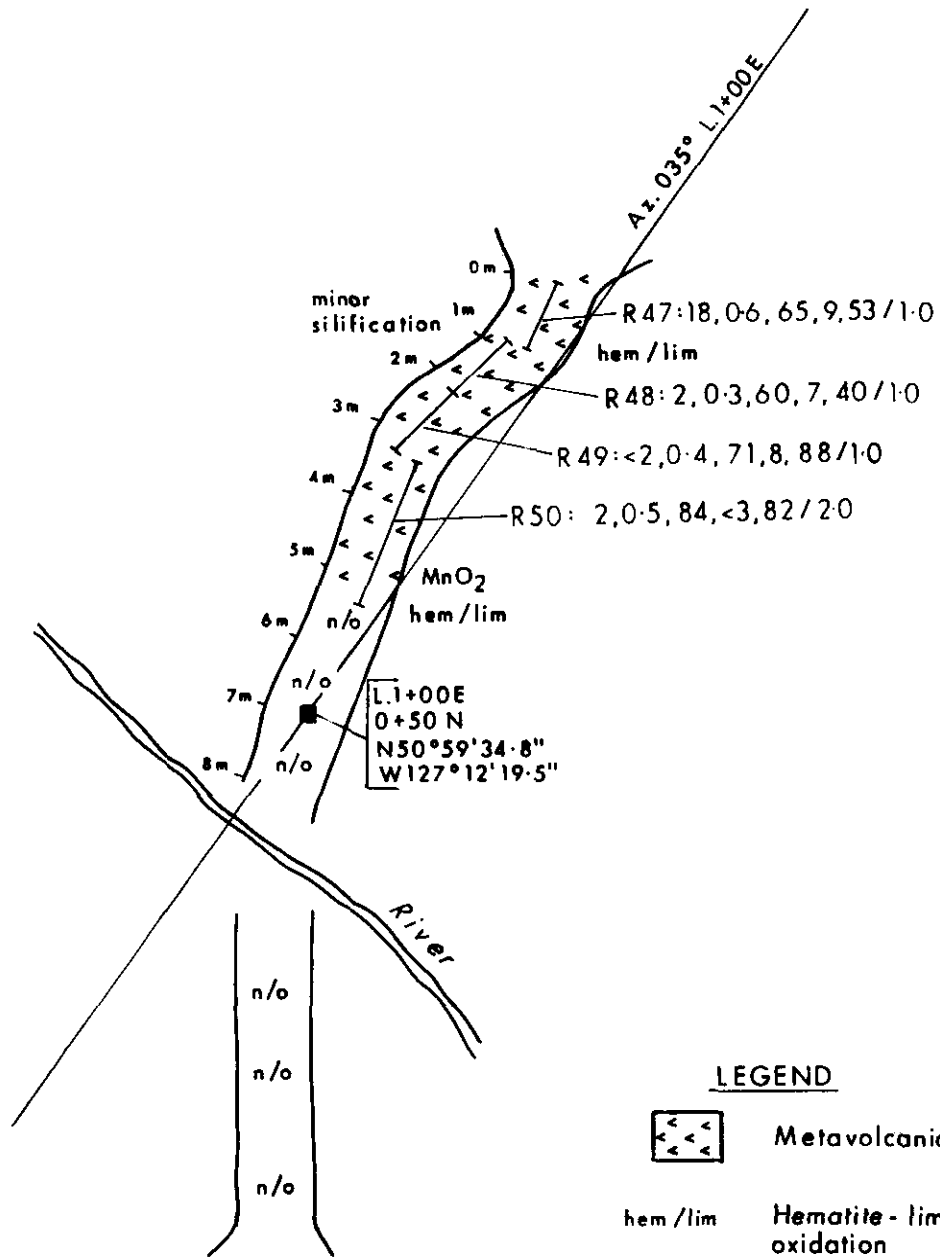 Az. 035° L.1+00E
0m
minor
silification
1m
R47:18, 0·6, 65, 9, 53/1·0
hem/lim
2m
R48: 2, 0·3, 60, 7, 40/1·0
3m
R49: <2, 0·4, 71, 8, 88/1·0
4m
R50: 2, 0·5, 84, <3, 82/2·0
5m
MnO2
hem/lim
6m
n/o
n/o
7m
L.1+00E
0+50 N
N50°59'34·8"
W127°12'19·5"
n/o
8m
River
n/o
n/o
n/o
LEGEND
Metavolcanic
hem/lim Hematite - lim
oxidation